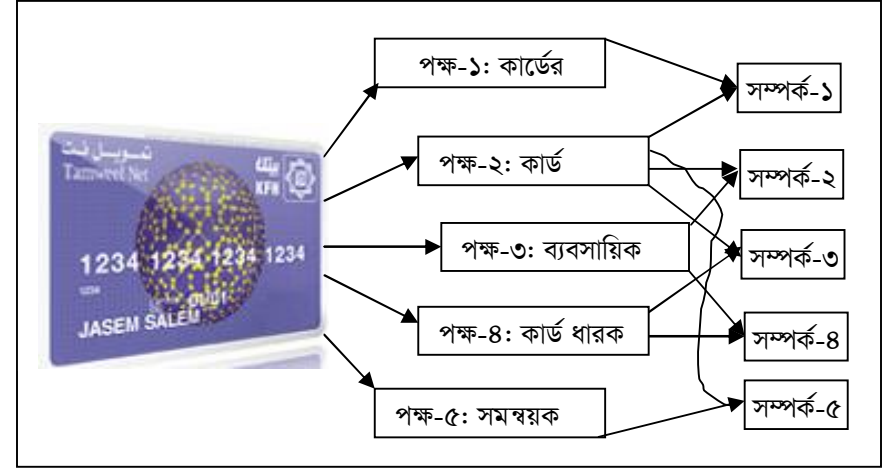 পক্ষ-১: কার্ডের
সম্পর্ক-১
পক্ষ-২: কার্ড
সম্পর্ক-২
পক্ষ-৩: ব্যবসায়িক
সম্পর্ক-৩
পক্ষ-৪: কার্ড ধারক
সম্পর্ক-৪
পক্ষ-৫: সমন্বয়ক
সম্পর্ক-৫
تمويل نت
Tamweel Net
بيتك
KFH
1234 1234 1234 1234
1234
JASEM SALEM